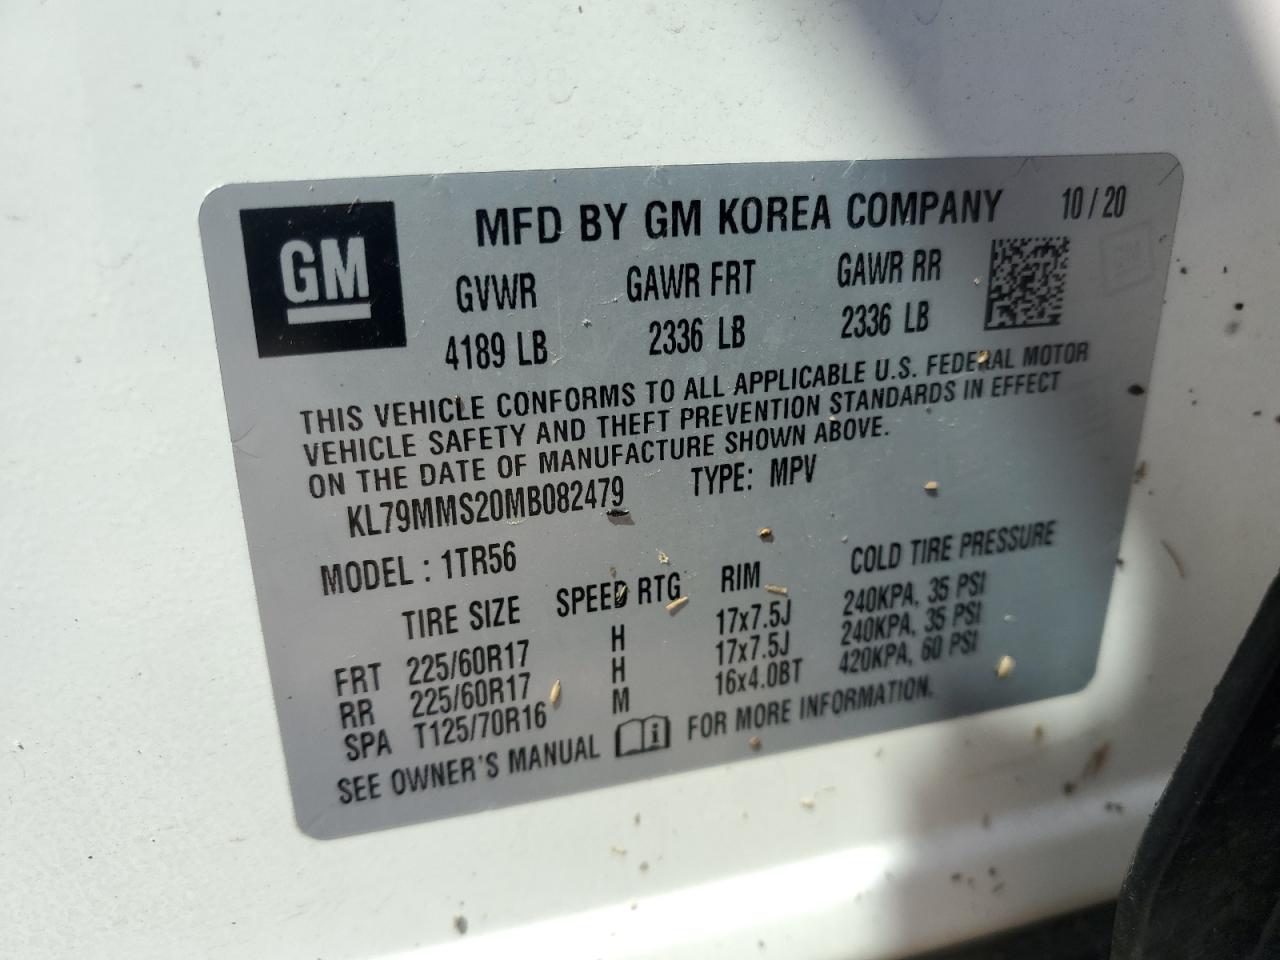 GM
MFD BY GM KOREA COMPANY 10/20
GVWR GAWR FRT GAWR RR
4189 LB 2336 LB 2336 LB
THIS VEHICLE CONFORMS TO ALL APPLICABLE U.S. FEDERAL MOTOR
VEHICLE SAFETY AND THEFT PREVENTION STANDARDS IN EFFECT
ON THE DATE OF MANUFACTURE SHOWN ABOVE.
KL79MMS20MB082479 TYPE: MPV
MODEL : 1TR56
TIRE SIZE SPEED RTG RIM COLD TIRE PRESSURE
FRT 225/60R17 H 17x7.5J 240KPA, 35 PSI
RR 225/60R17 H 17x7.5J 240KPA, 35 PSI
SPA T125/70R16 M 16x4.0BT 420KPA, 60 PSI
SEE OWNER'S MANUAL i FOR MORE INFORMATION.